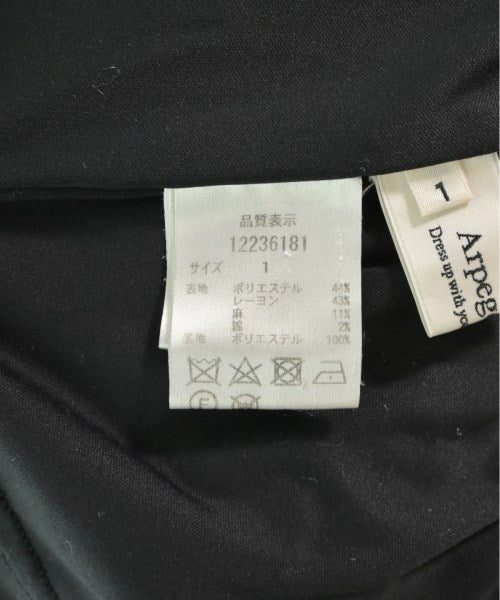 品質表示
12236181
サイズ 1
表地 ポリエステル 44%
レーヨン 43%
麻 11%
綿 2%
裏地 ポリエステル 100%
F
1
Arpeg
Dress up with yo